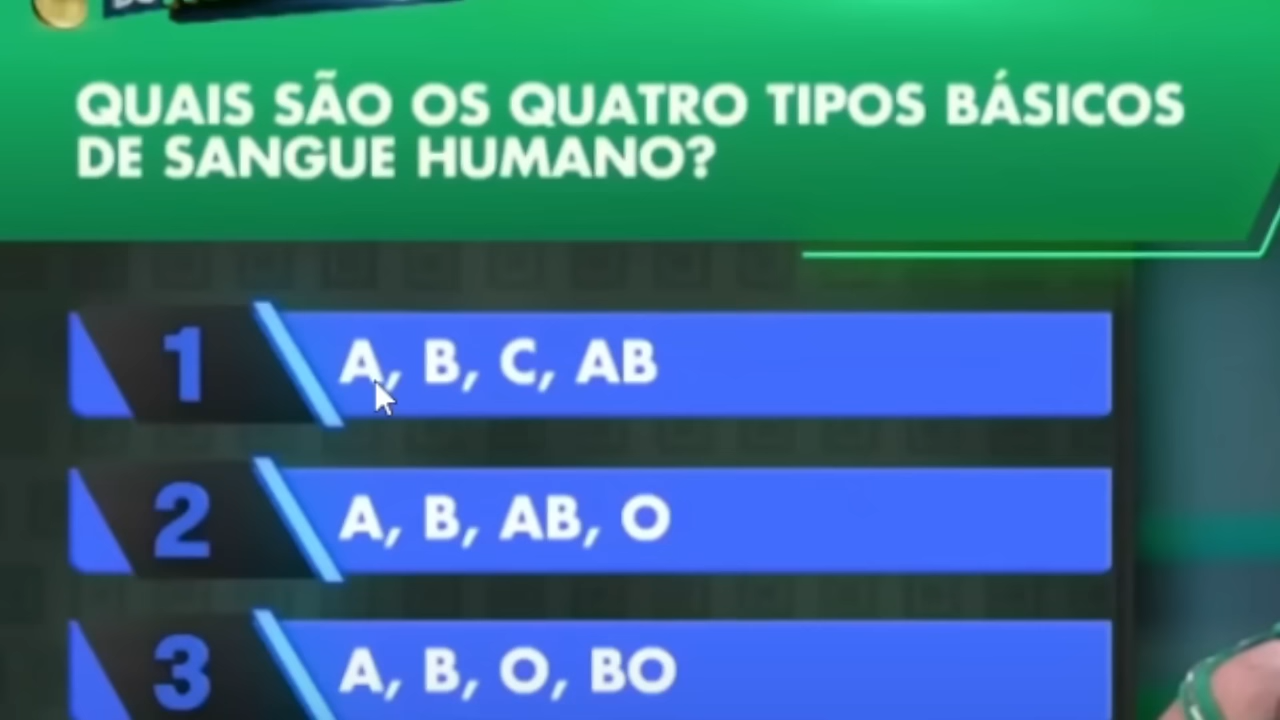 QUAIS SÃO OS QUATRO TIPOS BÁSICOS
DE SANGUE HUMANO?
1 A, B, C, AB
2 A, B, AB, O
3 A, B, O, BO